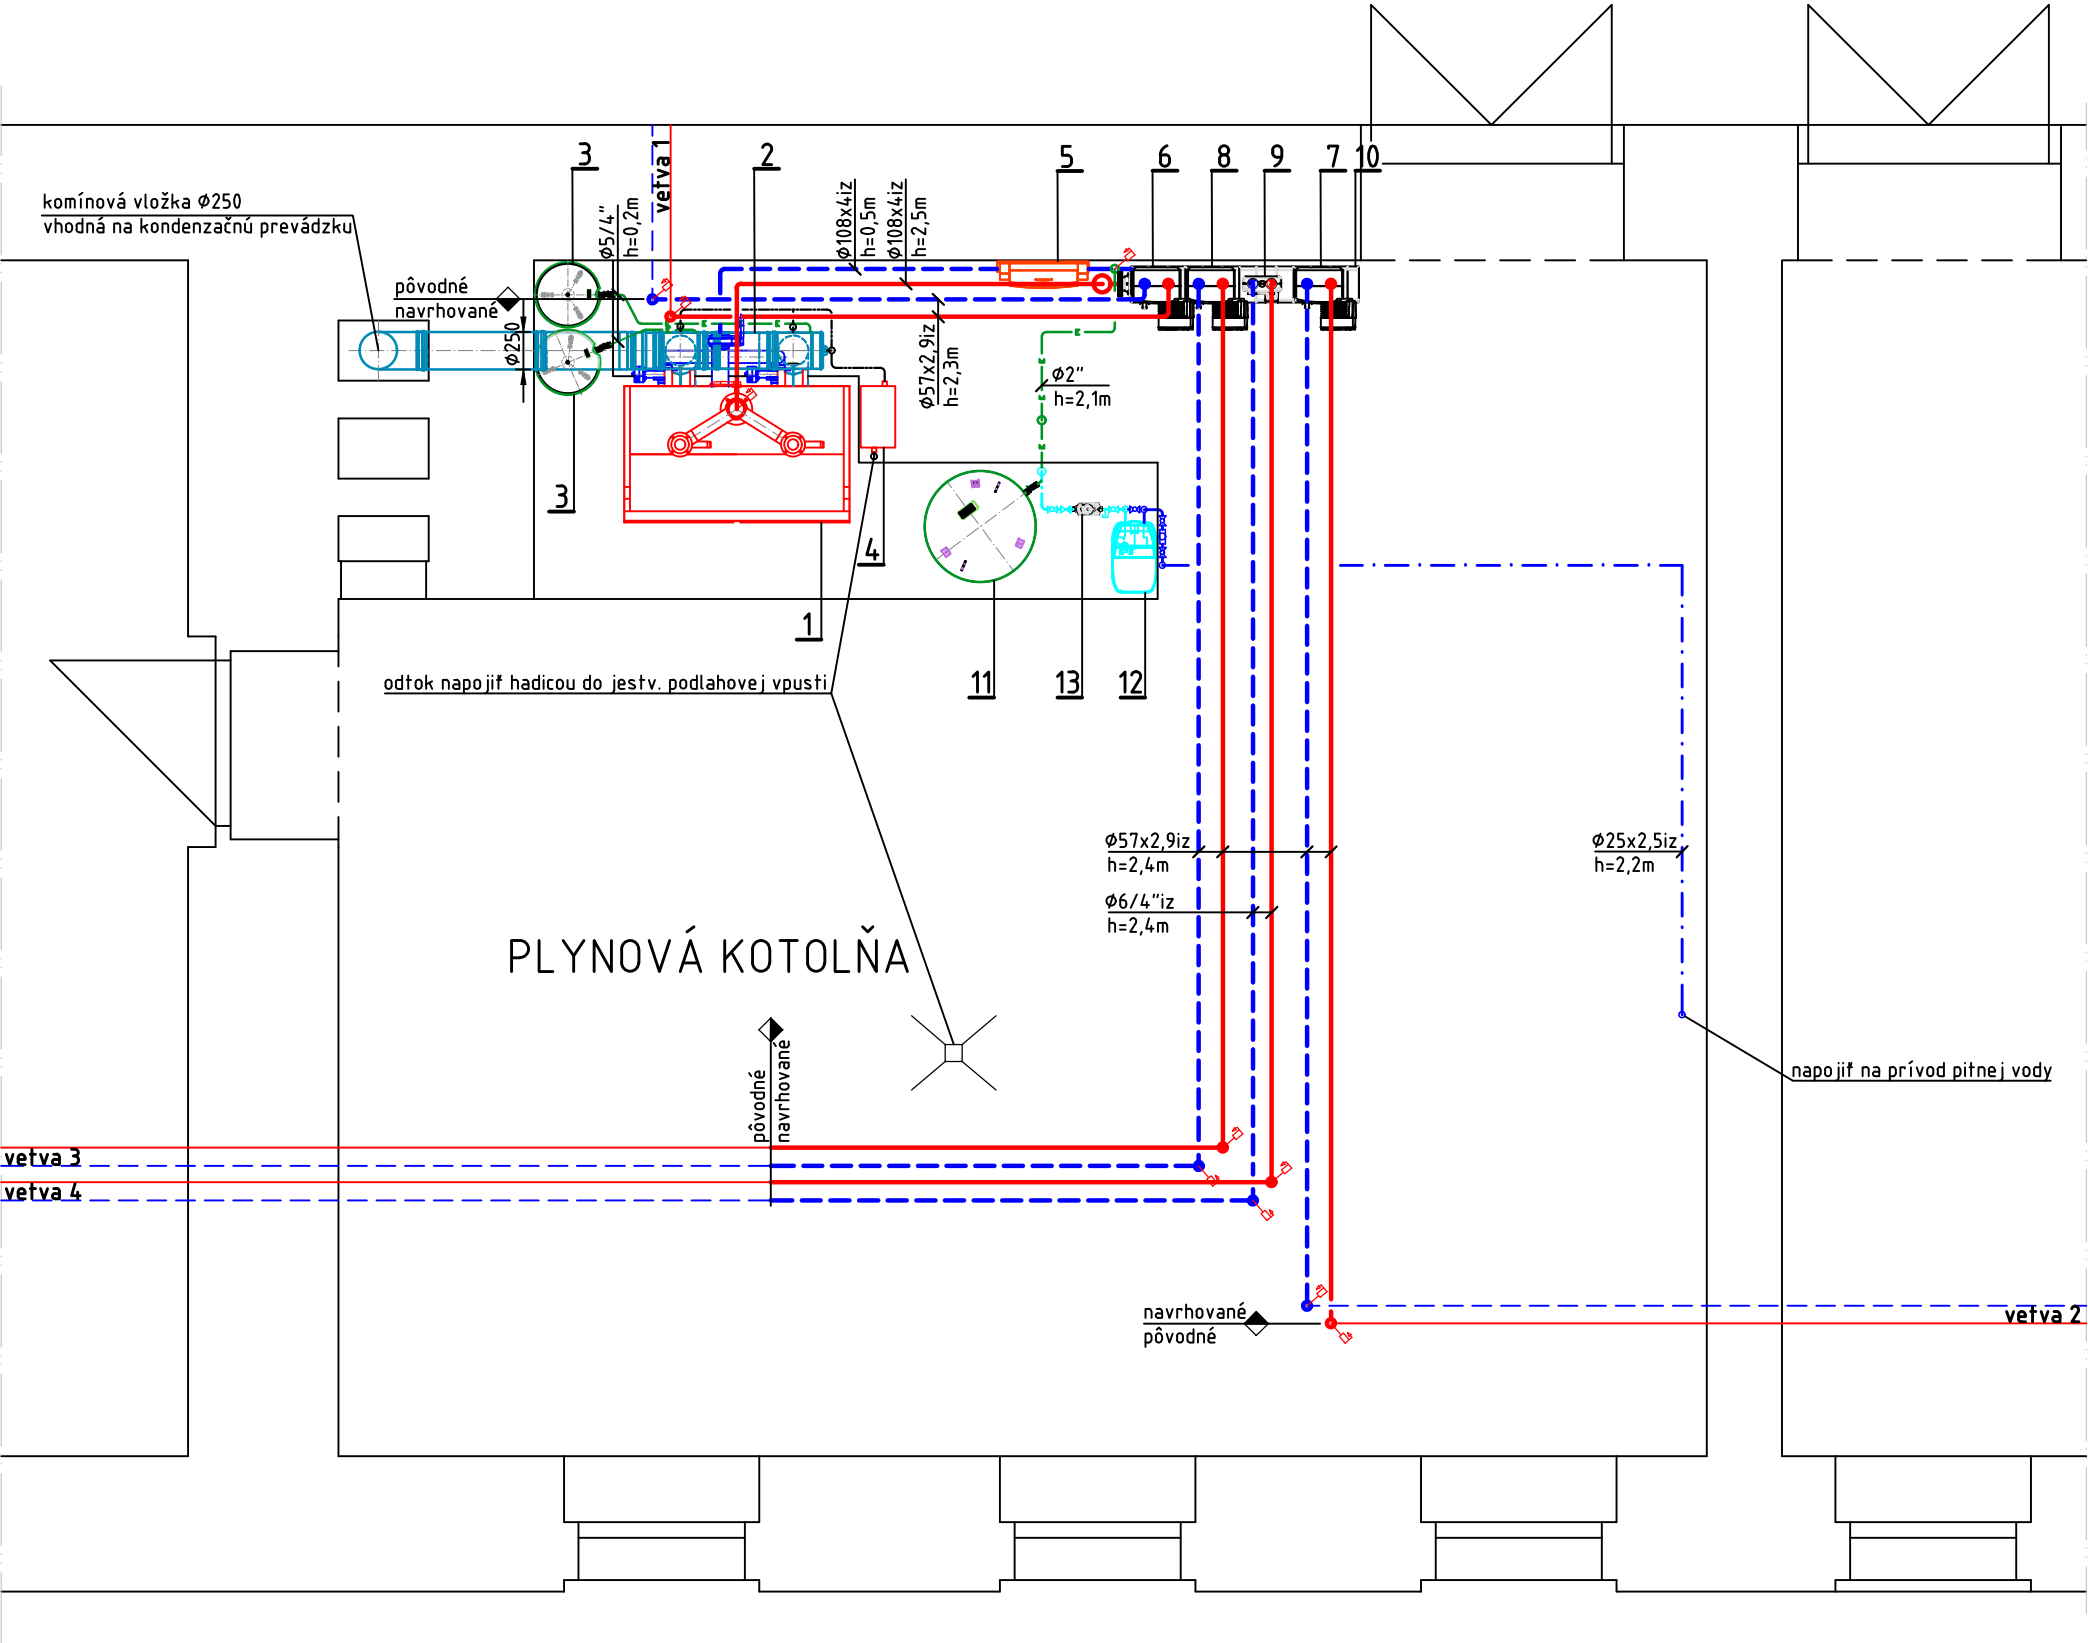 3
2
5
6
8
9
7
10
vetva 1
komínová vložka Ø250
vhodná na kondenzačnú prevádzku
Ø5/4"
h=0,2m
Ø108x4iz
h=0,5m
Ø108x4iz
h=2,5m
pôvodné
navrhované
Ø250
Ø57x2,9iz
h=2,3m
Ø2"
h=2,1m
3
4
1
11
13
12
odtok napojiť hadicou do jestv. podlahovej vpusti
Ø57x2,9iz
h=2,4m
Ø6/4"iz
h=2,4m
Ø25x2,5iz
h=2,2m
PLYNOVÁ KOTOLŇA
pôvodné
navrhované
napojiť na prívod pitnej vody
vetva 3
vetva 4
navrhované
pôvodné
vetva 2